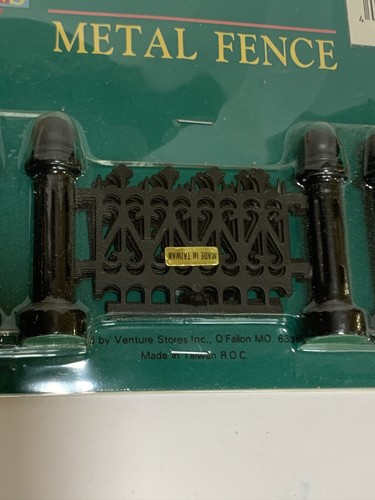 METAL FENCE
MADE IN TAIWAN
by Venture Stores Inc., O'Fallon MO.
Made in Taiwan R.O.C.